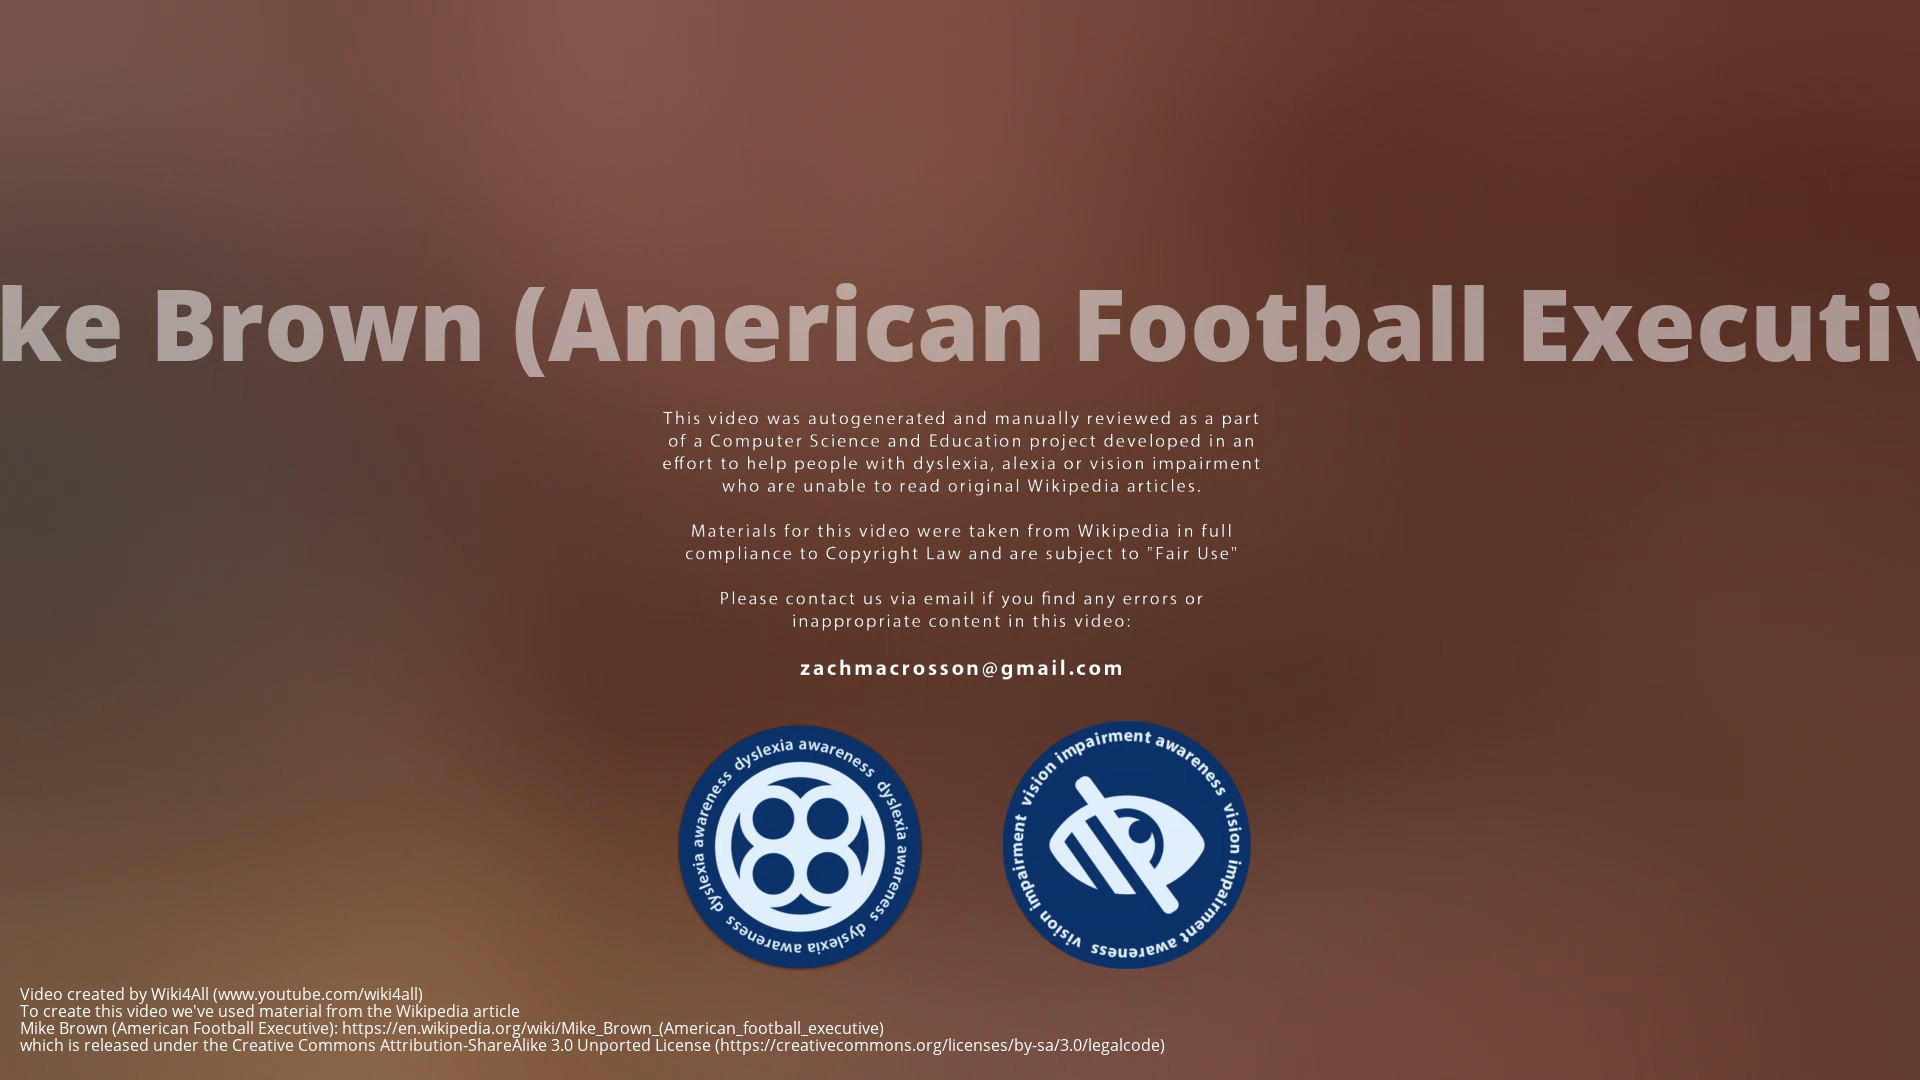 ke Brown (American Football Executiv
This video was autogenerated and manually reviewed as a part
of a Computer Science and Education project developed in an
effort to help people with dyslexia, alexia or vision impairment
who are unable to read original Wikipedia articles.
Materials for this video were taken from Wikipedia in full
compliance to Copyright Law and are subject to "Fair Use"
Please contact us via email if you find any errors or
inappropriate content in this video:
zachmacrosson@gmail.com
dyslexia awareness dyslexia awareness dyslexia awareness dyslexia awareness
vision impairment awareness vision impairment awareness vision impairment
Video created by Wiki4All (www.youtube.com/wiki4all)
To create this video we've used material from the Wikipedia article
Mike Brown (American Football Executive): https://en.wikipedia.org/wiki/Mike_Brown_(American_football_executive)
which is released under the Creative Commons Attribution-ShareAlike 3.0 Unported License (https://creativecommons.org/licenses/by-sa/3.0/legalcode)